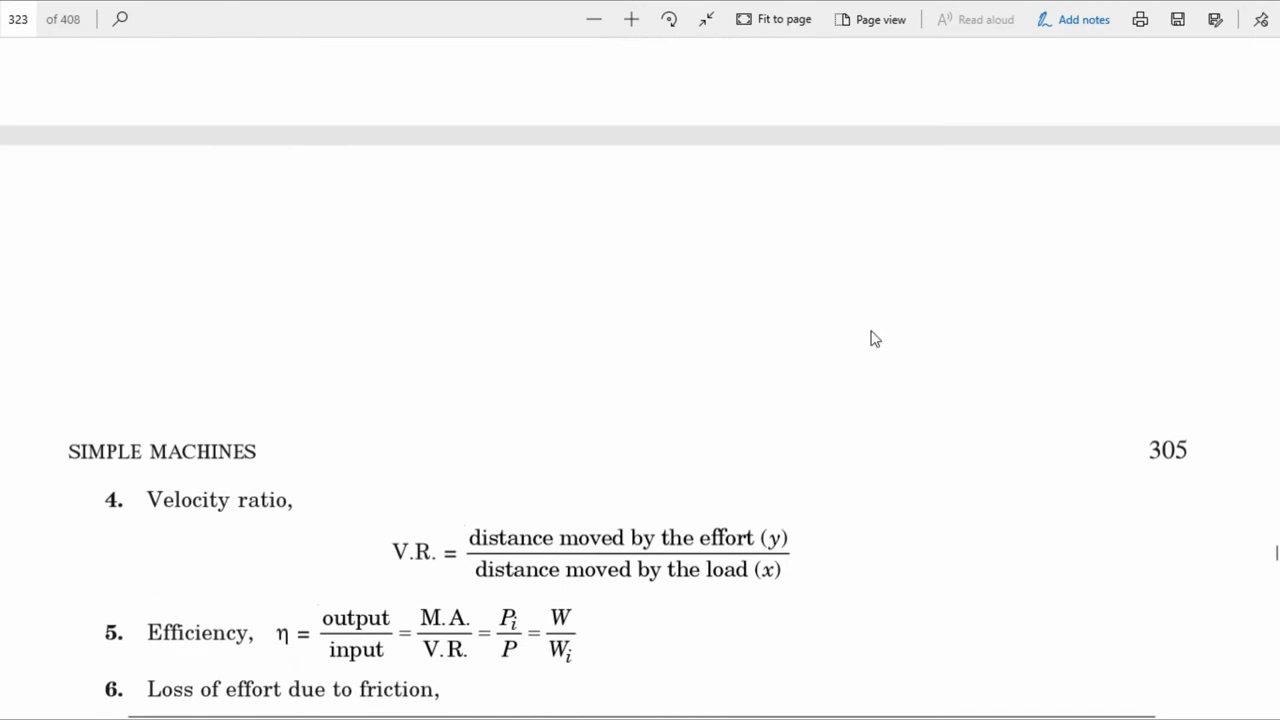 323 of 408 Fit to page Page view Read aloud Add notes
SIMPLE MACHINES 305
4. Velocity ratio,
V.R. = distance moved by the effort (y) / distance moved by the load (x)
5. Efficiency, η = output / input = M.A. / V.R. = Pᵢ / P = W / Wᵢ
6. Loss of effort due to friction,